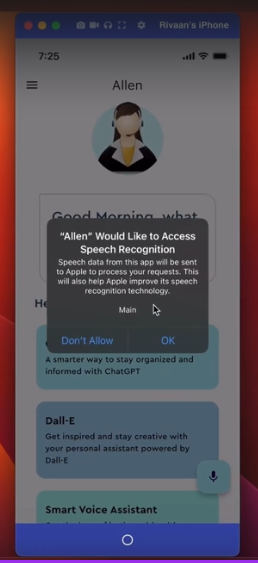 Rivaan's iPhone
7:25
Allen
Good Morning, what
"Allen" Would Like to Access
Speech Recognition
Speech data from this app will be sent
to Apple to process your requests. This
will also help Apple improve its speech
recognition technology.
Main
Don't Allow
OK
He
A smarter way to stay organized and
informed with ChatGPT
Dall-E
Get inspired and stay creative with
your personal assistant powered by
Dall-E
Smart Voice Assistant